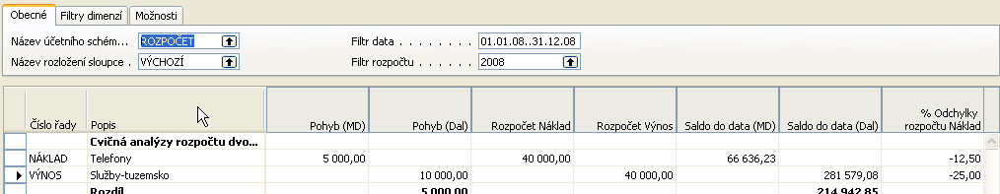 Obecné Filtry dimenzí Možnosti
Název účetního schém... ROZPOČET Filtr data . . . . . . . . 01.01.08..31.12.08
Název rozložení sloupce . VÝCHOZÍ Filtr rozpočtu . . . . . . 2008
Číslo řady Popis Pohyb (MD) Pohyb (Dal) Rozpočet Náklad Rozpočet Výnos Saldo do data (MD) Saldo do data (Dal) % Odchylky rozpočtu Náklad
Cvičná analýzy rozpočtu dvo...
NÁKLAD Telefony 5 000,00 40 000,00 66 636,23 -12,50
VÝNOS Služby-tuzemsko 10 000,00 40 000,00 281 579,08 -25,00
Rozdíl 5 000,00 214 942,85